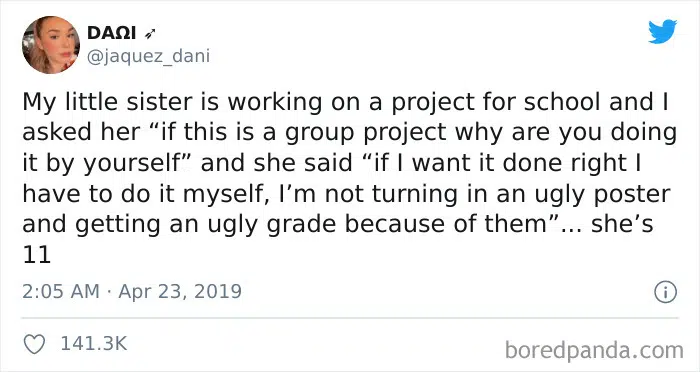 DAΩI ➶
@jaquez_dani
My little sister is working on a project for school and I
asked her “if this is a group project why are you doing
it by yourself” and she said “if I want it done right I
have to do it myself, I’m not turning in an ugly poster
and getting an ugly grade because of them”... she’s
11
2:05 AM · Apr 23, 2019
141.3K
boredpanda.com